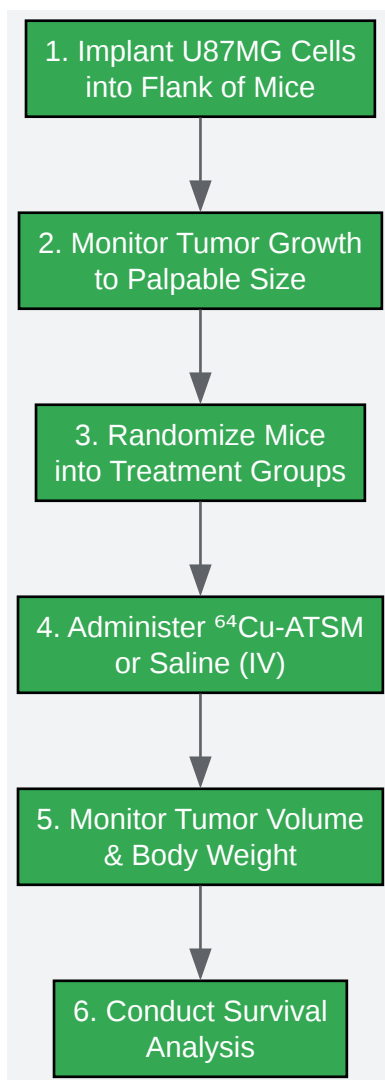 1. Implant U87MG Cells
into Flank of Mice
2. Monitor Tumor Growth
to Palpable Size
3. Randomize Mice
into Treatment Groups
4. Administer ⁶⁴Cu-ATSM
or Saline (IV)
5. Monitor Tumor Volume
& Body Weight
6. Conduct Survival
Analysis